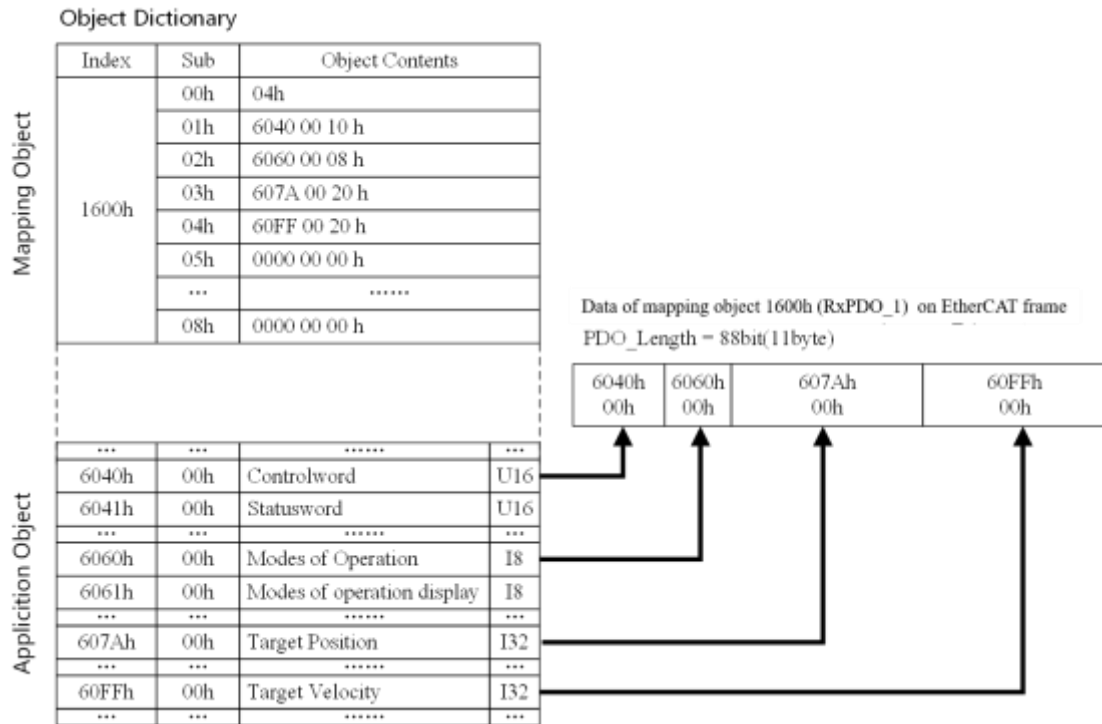 Object Dictionary
Index Sub Object Contents
Mapping Object
1600h
00h 04h
01h 6040 00 10 h
02h 6060 00 08 h
03h 607A 00 20 h
04h 60FF 00 20 h
05h 0000 00 00 h
... ......
08h 0000 00 00 h
Data of mapping object 1600h (RxPDO_1) on EtherCAT frame
PDO_Length = 88bit(11byte)
6040h 6060h 607Ah 60FFh
00h 00h 00h 00h
Applicition Object
... ... ...... ...
6040h 00h Controlword U16
6041h 00h Statusword U16
... ... ...... ...
6060h 00h Modes of Operation I8
6061h 00h Modes of operation display I8
... ... ...... ...
607Ah 00h Target Position I32
... ... ...... ...
60FFh 00h Target Velocity I32
... ... ...... ...